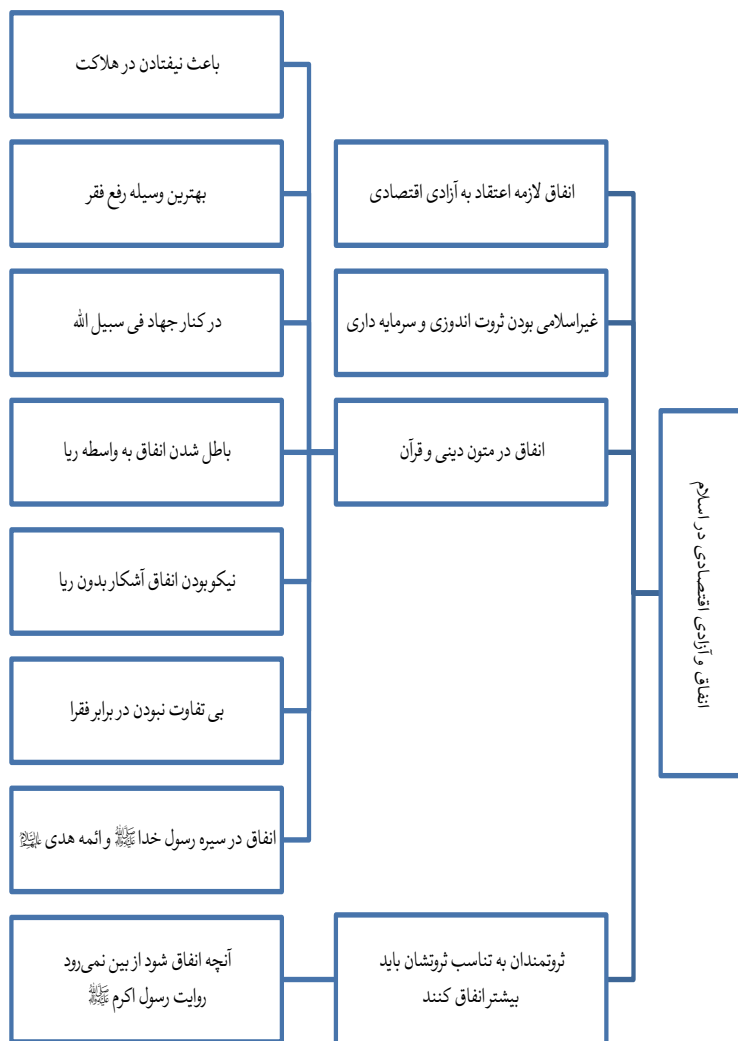 انفاق و آزادی اقتصادی در اسلام
انفاق لازمه اعتقاد به آزادی اقتصادی
غیراسلامی بودن ثروت اندوزی و سرمایه داری
انفاق در متون دینی و قرآن
باعث نیفتادن در هلاکت
بهترین وسیله رفع فقر
در کنار جهاد فی سبیل الله
باطل شدن انفاق به واسطه ریا
نیکو بودن انفاق آشکار بدون ریا
بی تفاوت نبودن در برابر فقرا
انفاق در سیره رسول خدا ﷺ و ائمه هدی علیهم‌السلام
ثروتمندان به تناسب ثروتشان باید
بیشتر انفاق کنند
آنچه انفاق شود از بین نمی‌رود
روایت رسول اکرم ﷺ